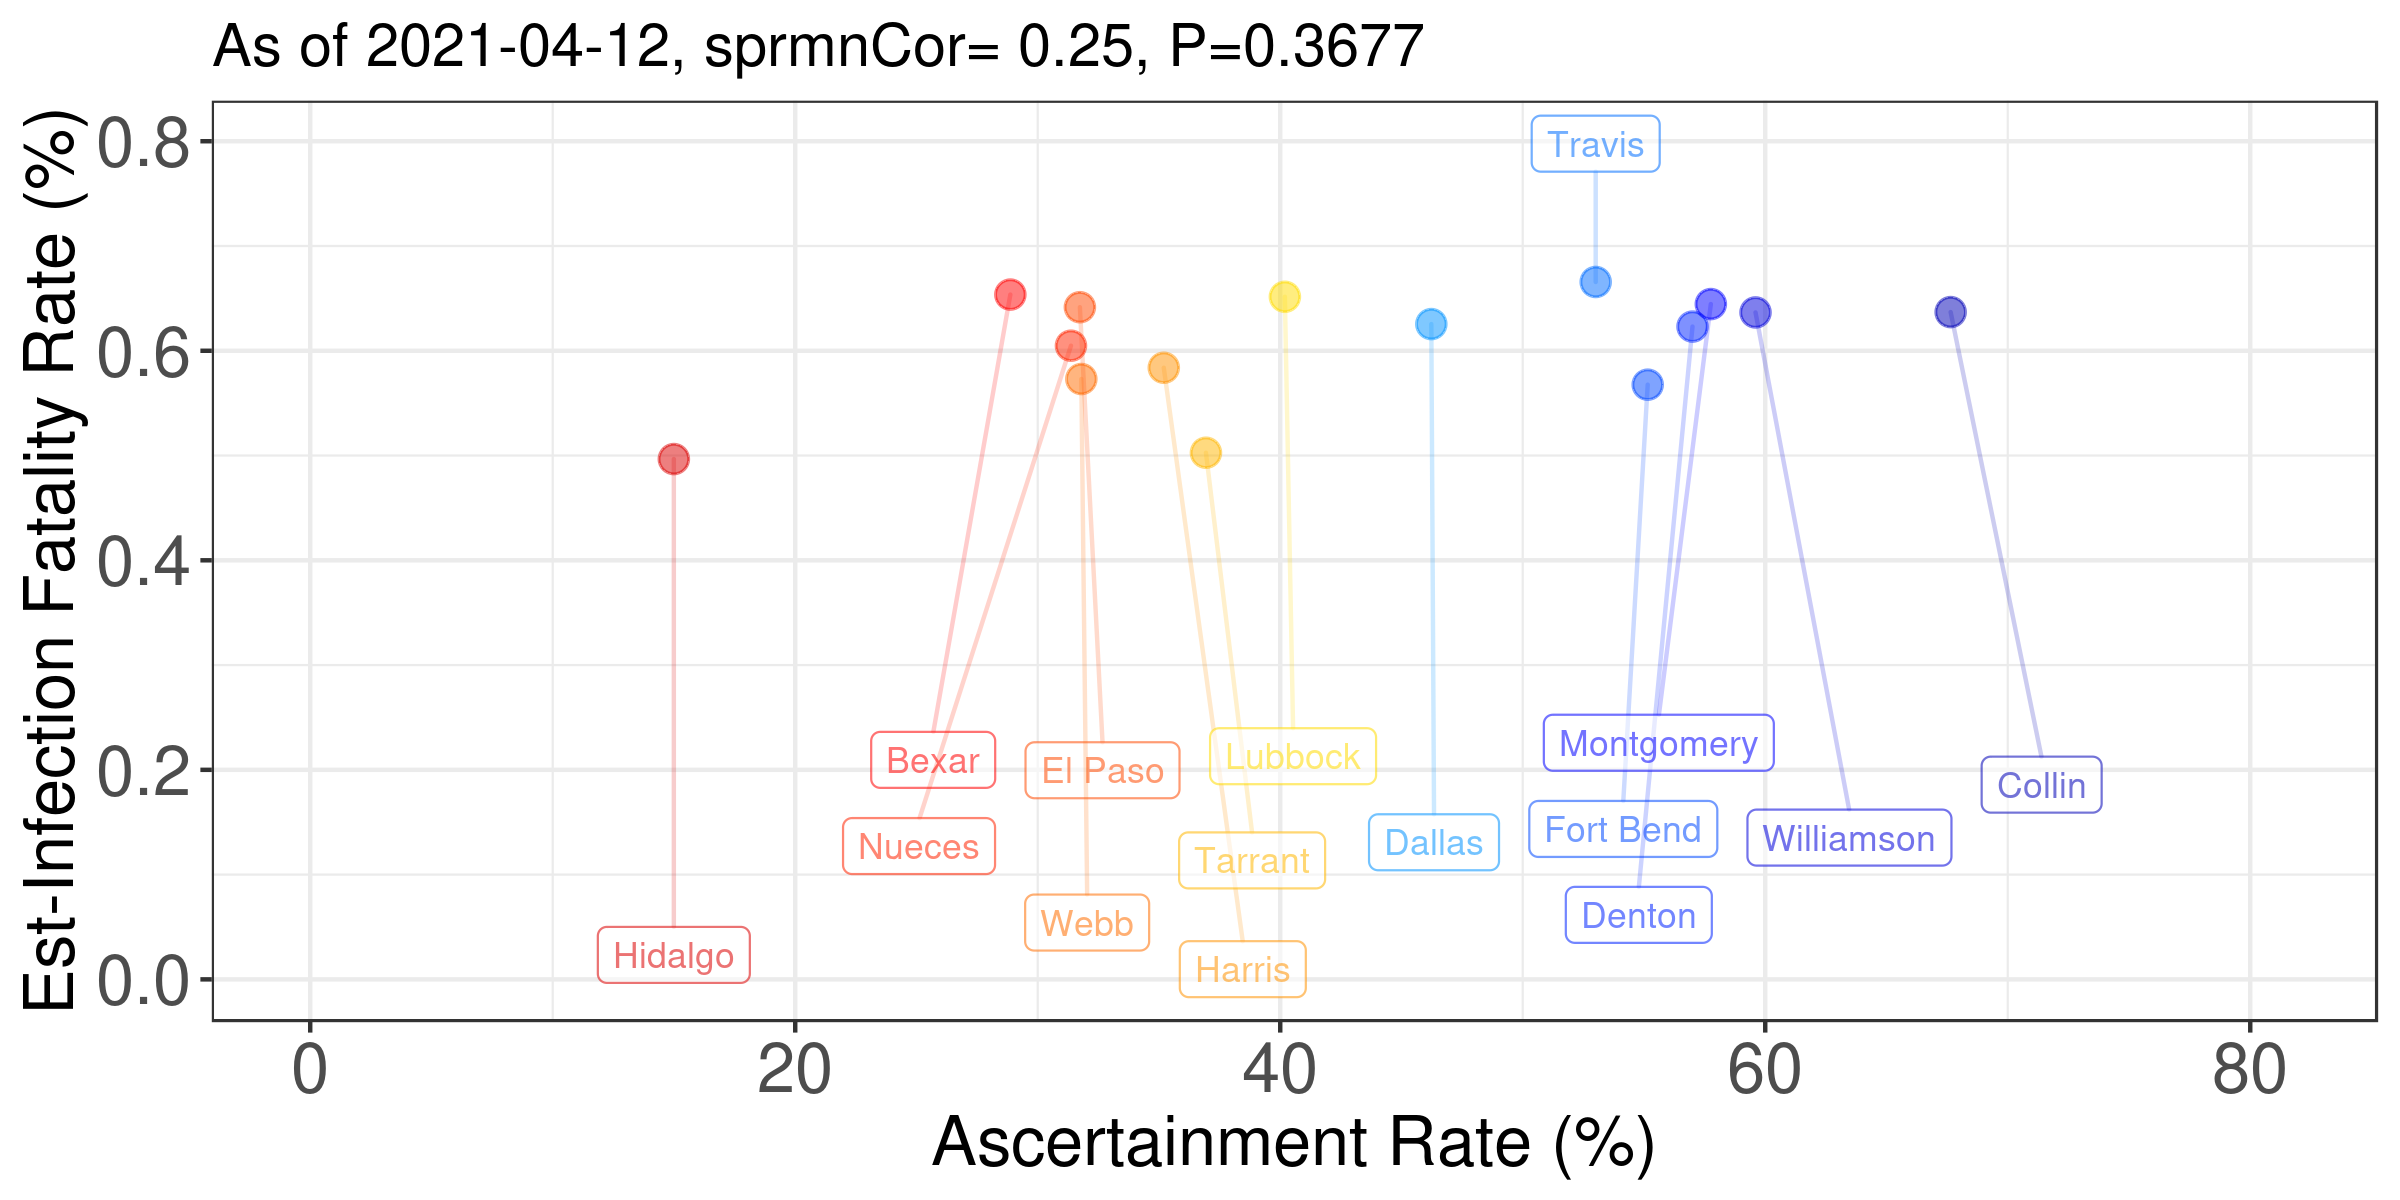 As of 2021-04-12, sprmnCor= 0.25, P=0.3677
Est-Infection Fatality Rate (%)
0.8
0.6
0.4
0.2
0.0
Travis
Bexar
El Paso
Lubbock
Montgomery
Collin
Nueces
Tarrant
Dallas
Fort Bend
Williamson
Webb
Denton
Hidalgo
Harris
0
20
40
60
80
Ascertainment Rate (%)